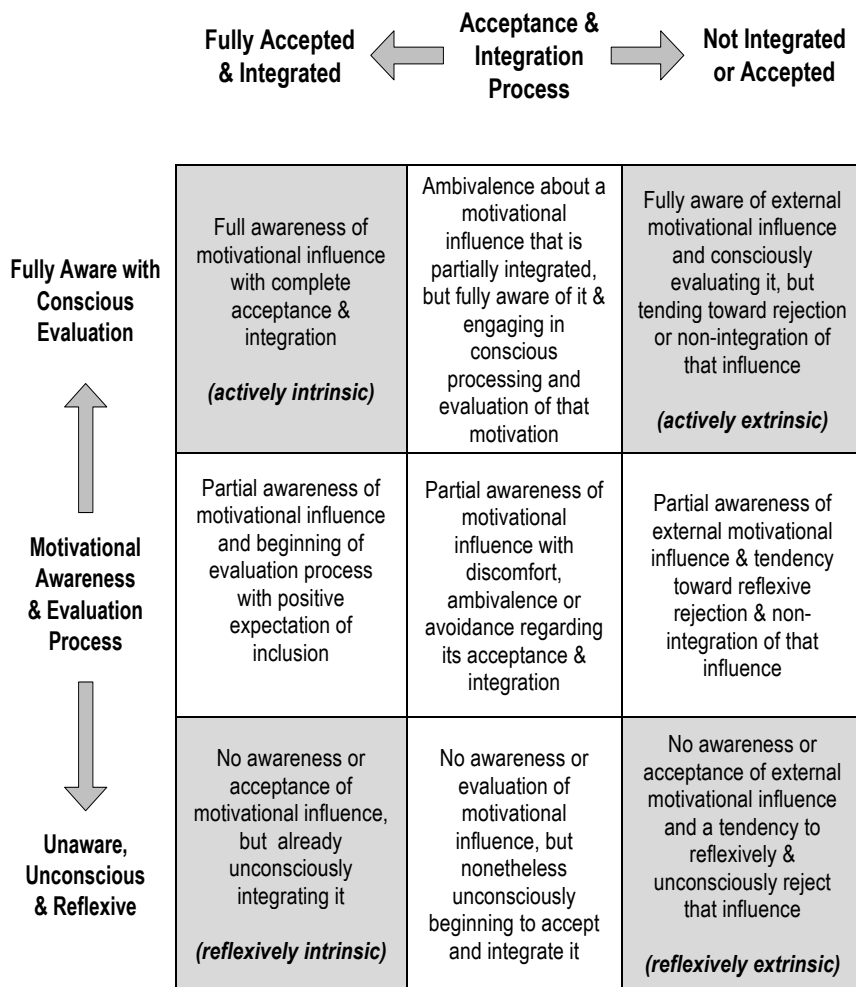 Fully Accepted
& Integrated
Acceptance &
Integration
Process
Not Integrated
or Accepted
Fully Aware with
Conscious
Evaluation
Full awareness of
motivational influence
with complete
acceptance &
integration
(actively intrinsic)
Ambivalence about a
motivational
influence that is
partially integrated,
but fully aware of it &
engaging in
conscious
processing and
evaluation of that
motivation
Fully aware of external
motivational influence
and consciously
evaluating it, but
tending toward rejection
or non-integration of
that influence
(actively extrinsic)
Motivational
Awareness
& Evaluation
Process
Partial awareness of
motivational influence
and beginning of
evaluation process
with positive
expectation of
inclusion
Partial awareness of
motivational
influence with
discomfort,
ambivalence or
avoidance regarding
its acceptance &
integration
Partial awareness of
external motivational
influence & tendency
toward reflexive
rejection & non-
integration of that
influence
Unaware,
Unconscious
& Reflexive
No awareness or
acceptance of
motivational influence,
but already
unconsciously
integrating it
(reflexively intrinsic)
No awareness or
evaluation of
motivational
influence, but
nonetheless
unconsciously
beginning to accept
and integrate it
No awareness or
acceptance of external
motivational influence
and a tendency to
reflexively &
unconsciously reject
that influence
(reflexively extrinsic)